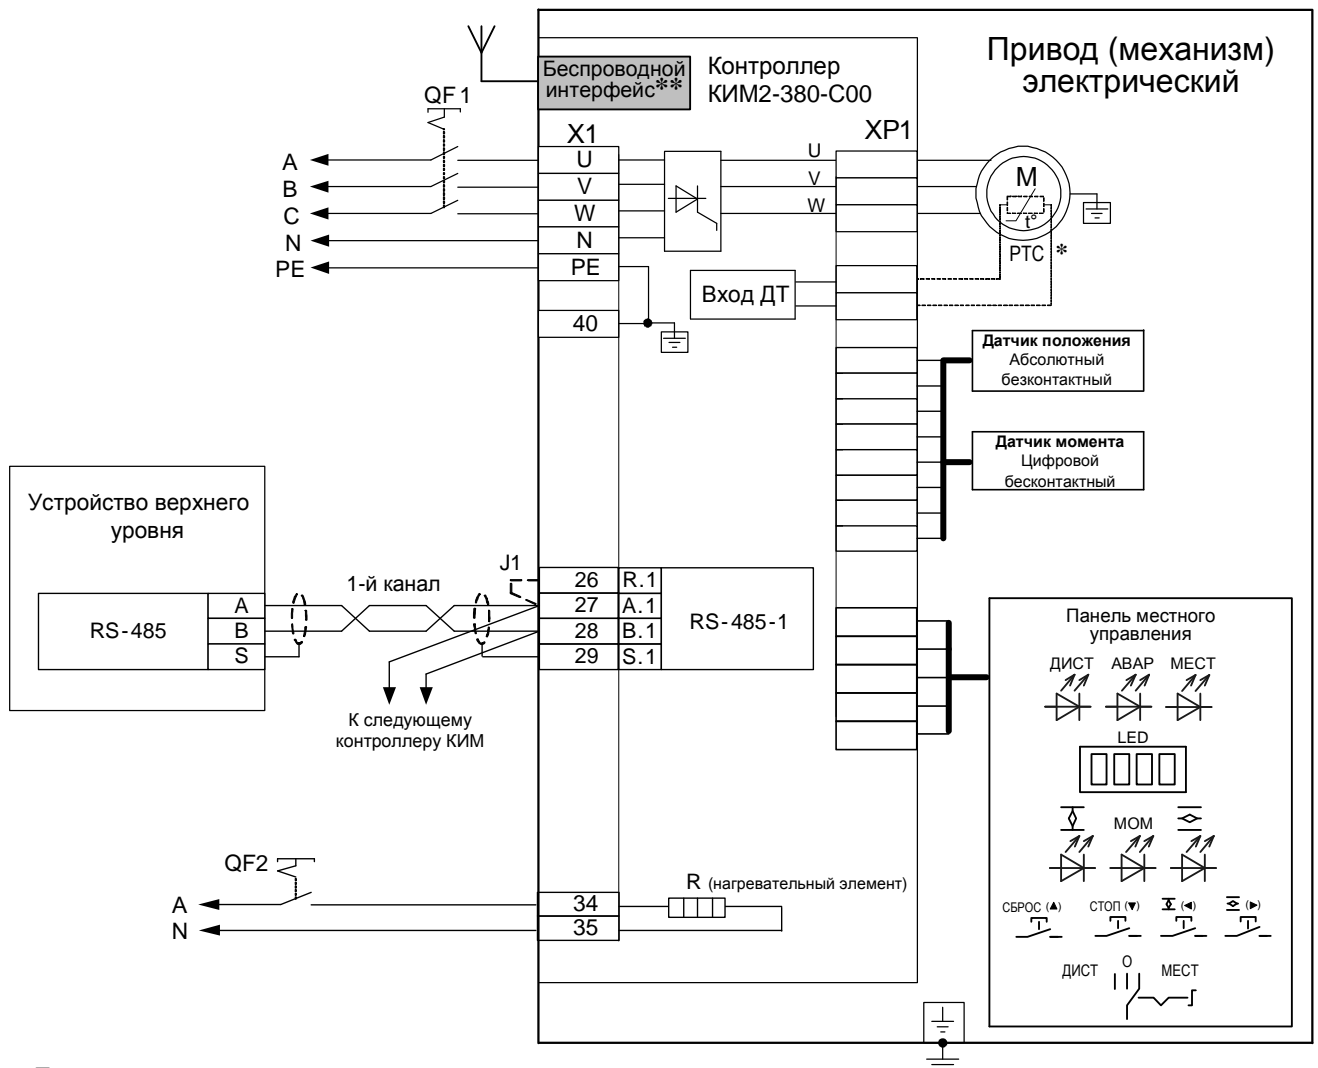 Привод (механизм)
электрический
Беспроводной
интерфейс**
Контроллер
КИМ2-380-С00
QF1
X1
XP1
A
U
U
B
V
V
C
W
W
N
N
PE
PE
40
M
t°
PTC *
Вход ДТ
Датчик положения
Абсолютный
безконтактный
Датчик момента
Цифровой
бесконтактный
Устройство верхнего
уровня
RS-485
A
B
S
1-й канал
J1
26 R.1
27 A.1
28 B.1
29 S.1
RS-485-1
К следующему
контроллеру КИМ
Панель местного
управления
ДИСТ АВАР МЕСТ
LED
МОМ
СБРОС (▲) СТОП (▼) (◄) (►)
ДИСТ О МЕСТ
QF2
A
N
34
35
R (нагревательный элемент)